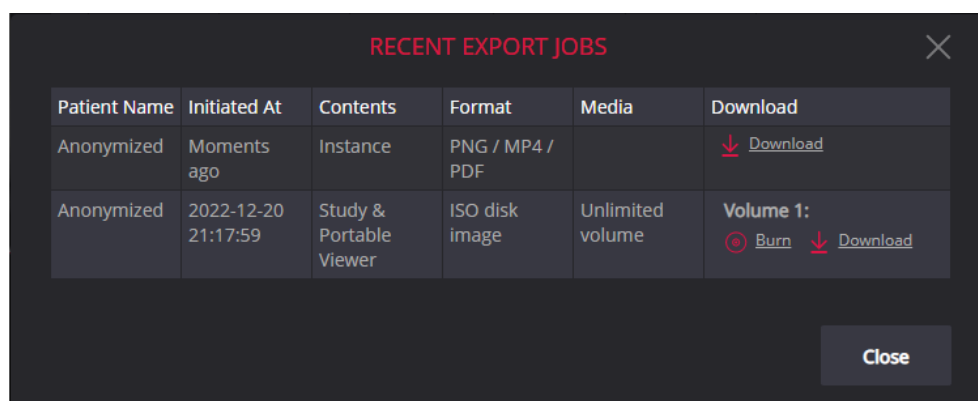 RECENT EXPORT JOBS
Patient Name Initiated At Contents Format Media Download
Anonymized Moments ago Instance PNG / MP4 / PDF Download
Anonymized 2022-12-20 21:17:59 Study & Portable Viewer ISO disk image Unlimited volume Volume 1: Burn Download
Close